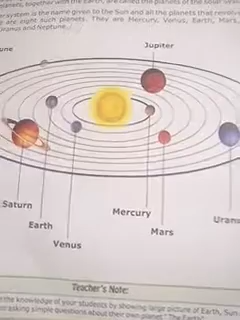 planets, together with the Earth, are called the planets of the solar
system is the name given to the Sun and all the planets that revolve
are eight such planets. They are Mercury, Venus, Earth, Mars,
Uranus and Neptune.
une
Jupiter
Saturn
Earth
Venus
Mercury
Mars
Uranu
Teacher's Note:
the knowledge of your students by showing large picture of Earth, Sun
asking simple questions about their own planet "The Earth"